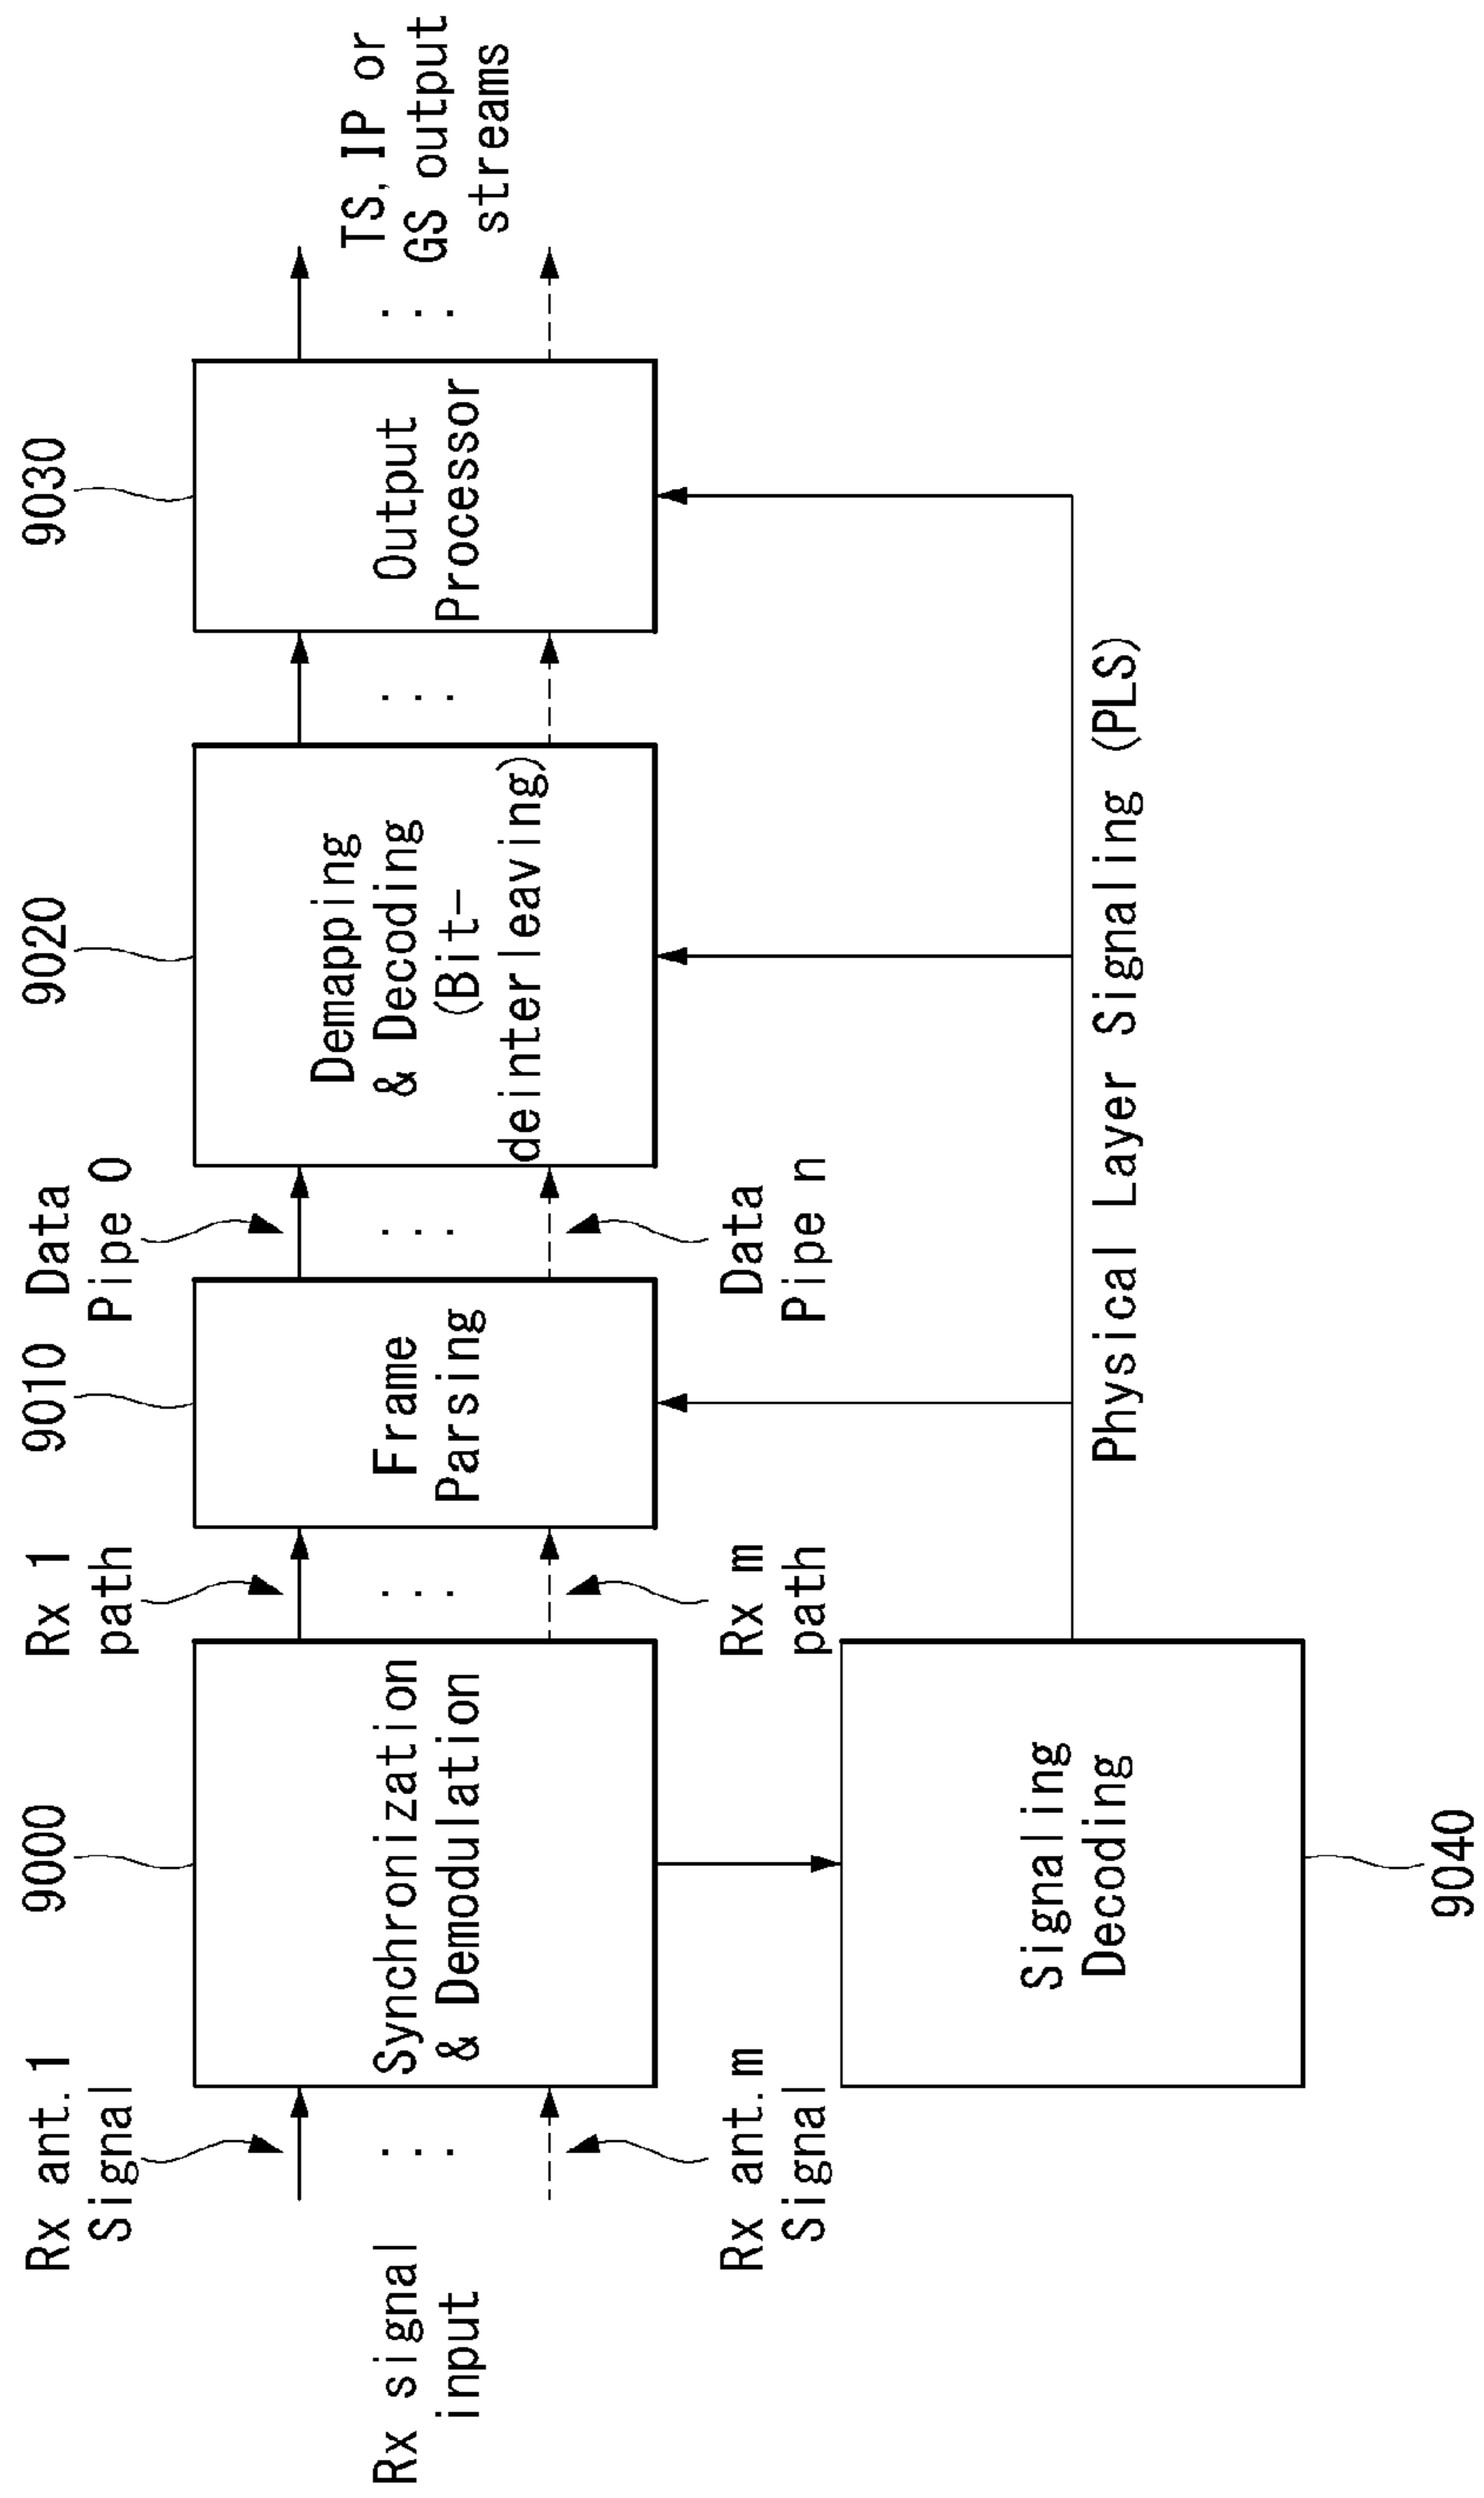 Rx signal
input
Rx ant.1
Signal
Rx ant.m
Signal
9000
Synchronization
& Demodulation
Rx 1
path
Rx m
path
9010
Frame
Parsing
Data
Pipe 0
Data
Pipe n
9020
Demapping
& Decoding
(Bit-
deinterleaving)
9030
Output
Processor
TS, IP or
GS output
streams
Signaling
Decoding
9040
Physical Layer Signaling (PLS)